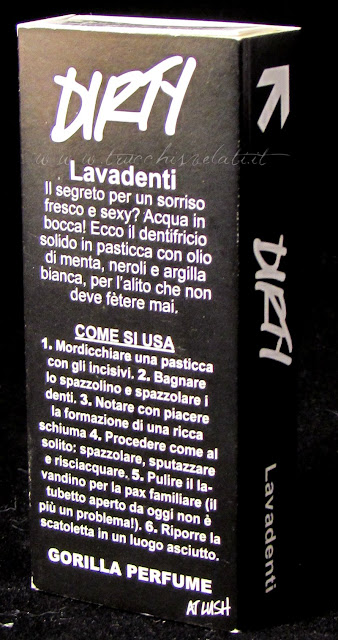 DIRTY
www.trucchisvelati.it
Lavadenti
Il segreto per un sorriso
fresco e sexy? Acqua in
bocca! Ecco il dentifricio
solido in pasticca con olio
di menta, neroli e argilla
bianca, per l'alito che non
deve fètere mai.
COME SI USA
1. Mordicchiare una pasticca
con gli incisivi. 2. Bagnare
lo spazzolino e spazzolare i
denti. 3. Notare con piacere
la formazione di una ricca
schiuma 4. Procedere come al
solito: spazzolare, sputazzare
e risciacquare. 5. Pulire il la-
vandino per la pax familiare (il
tubetto aperto da oggi non è
più un problema!). 6. Riporre la
scatoletta in un luogo asciutto.
GORILLA PERFUME
AT LUSH
DIRTY
Lavadenti